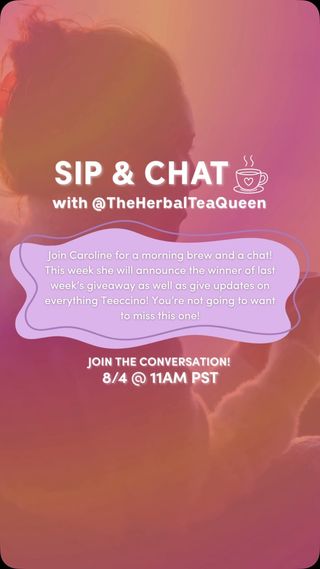 SIP & CHAT
with @TheHerbalTeaQueen
Join Caroline for a morning brew and a chat!
This week she will announce the winner of last
week's giveaway as well as give updates on
everything Teeccino! You're not going to want
to miss this one!
JOIN THE CONVERSATION!
8/4 @ 11AM PST